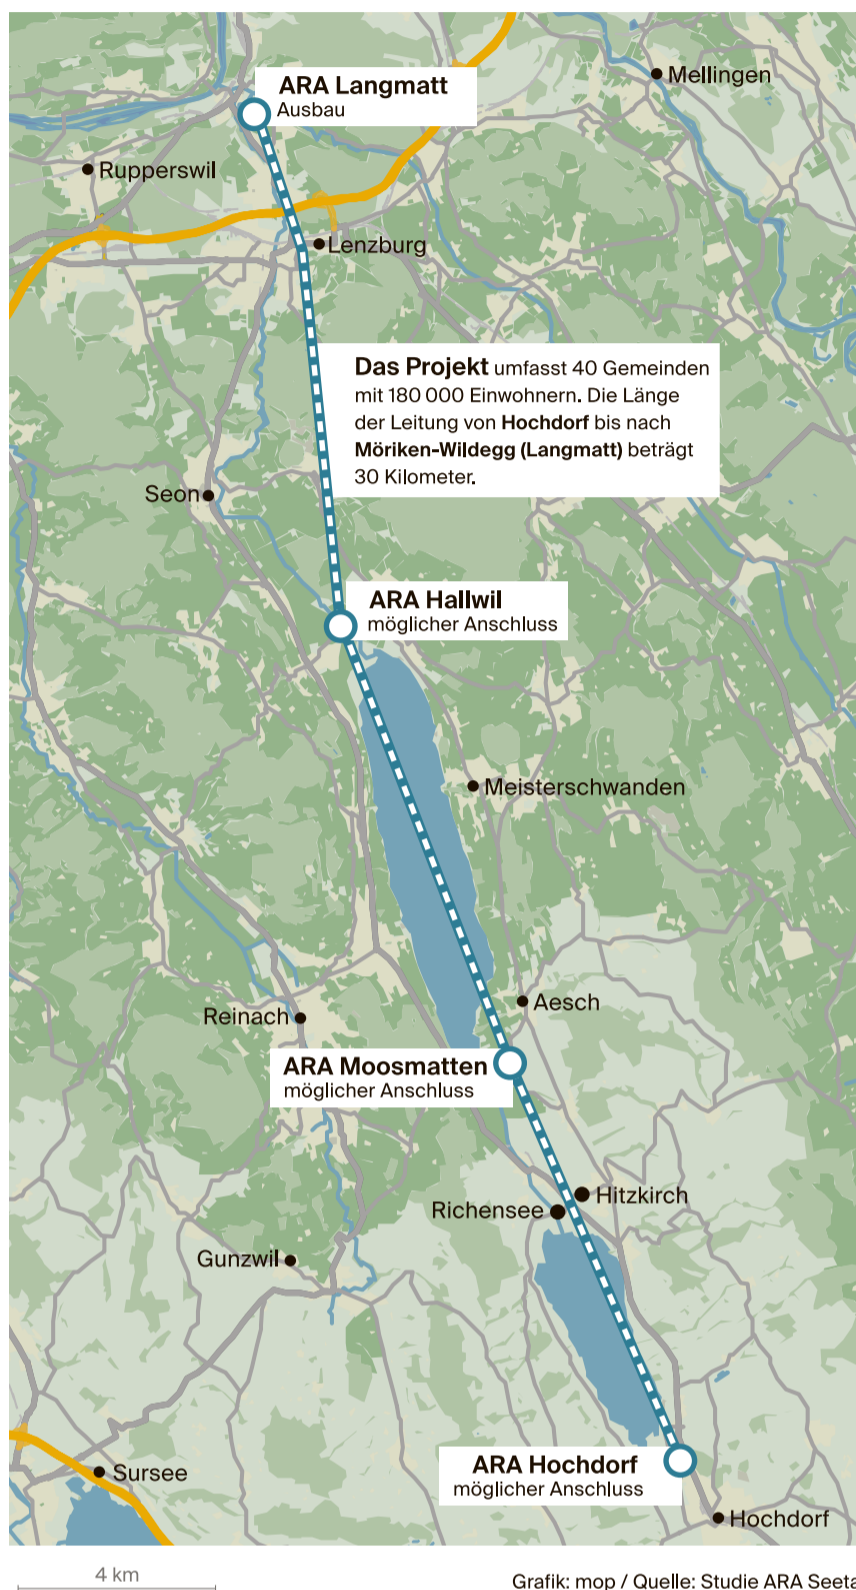 ARA Langmatt
Ausbau
Mellingen
Rupperswil
Lenzburg
Das Projekt umfasst 40 Gemeinden
mit 180 000 Einwohnern. Die Länge
der Leitung von Hochdorf bis nach
Möriken-Wildegg (Langmatt) beträgt
30 Kilometer.
Seon
ARA Hallwil
möglicher Anschluss
Meisterschwanden
Aesch
Reinach
ARA Moosmatten
möglicher Anschluss
Hitzkirch
Richensee
Gunzwil
ARA Hochdorf
möglicher Anschluss
Sursee
Hochdorf
4 km
Grafik: mop / Quelle: Studie ARA Seeta